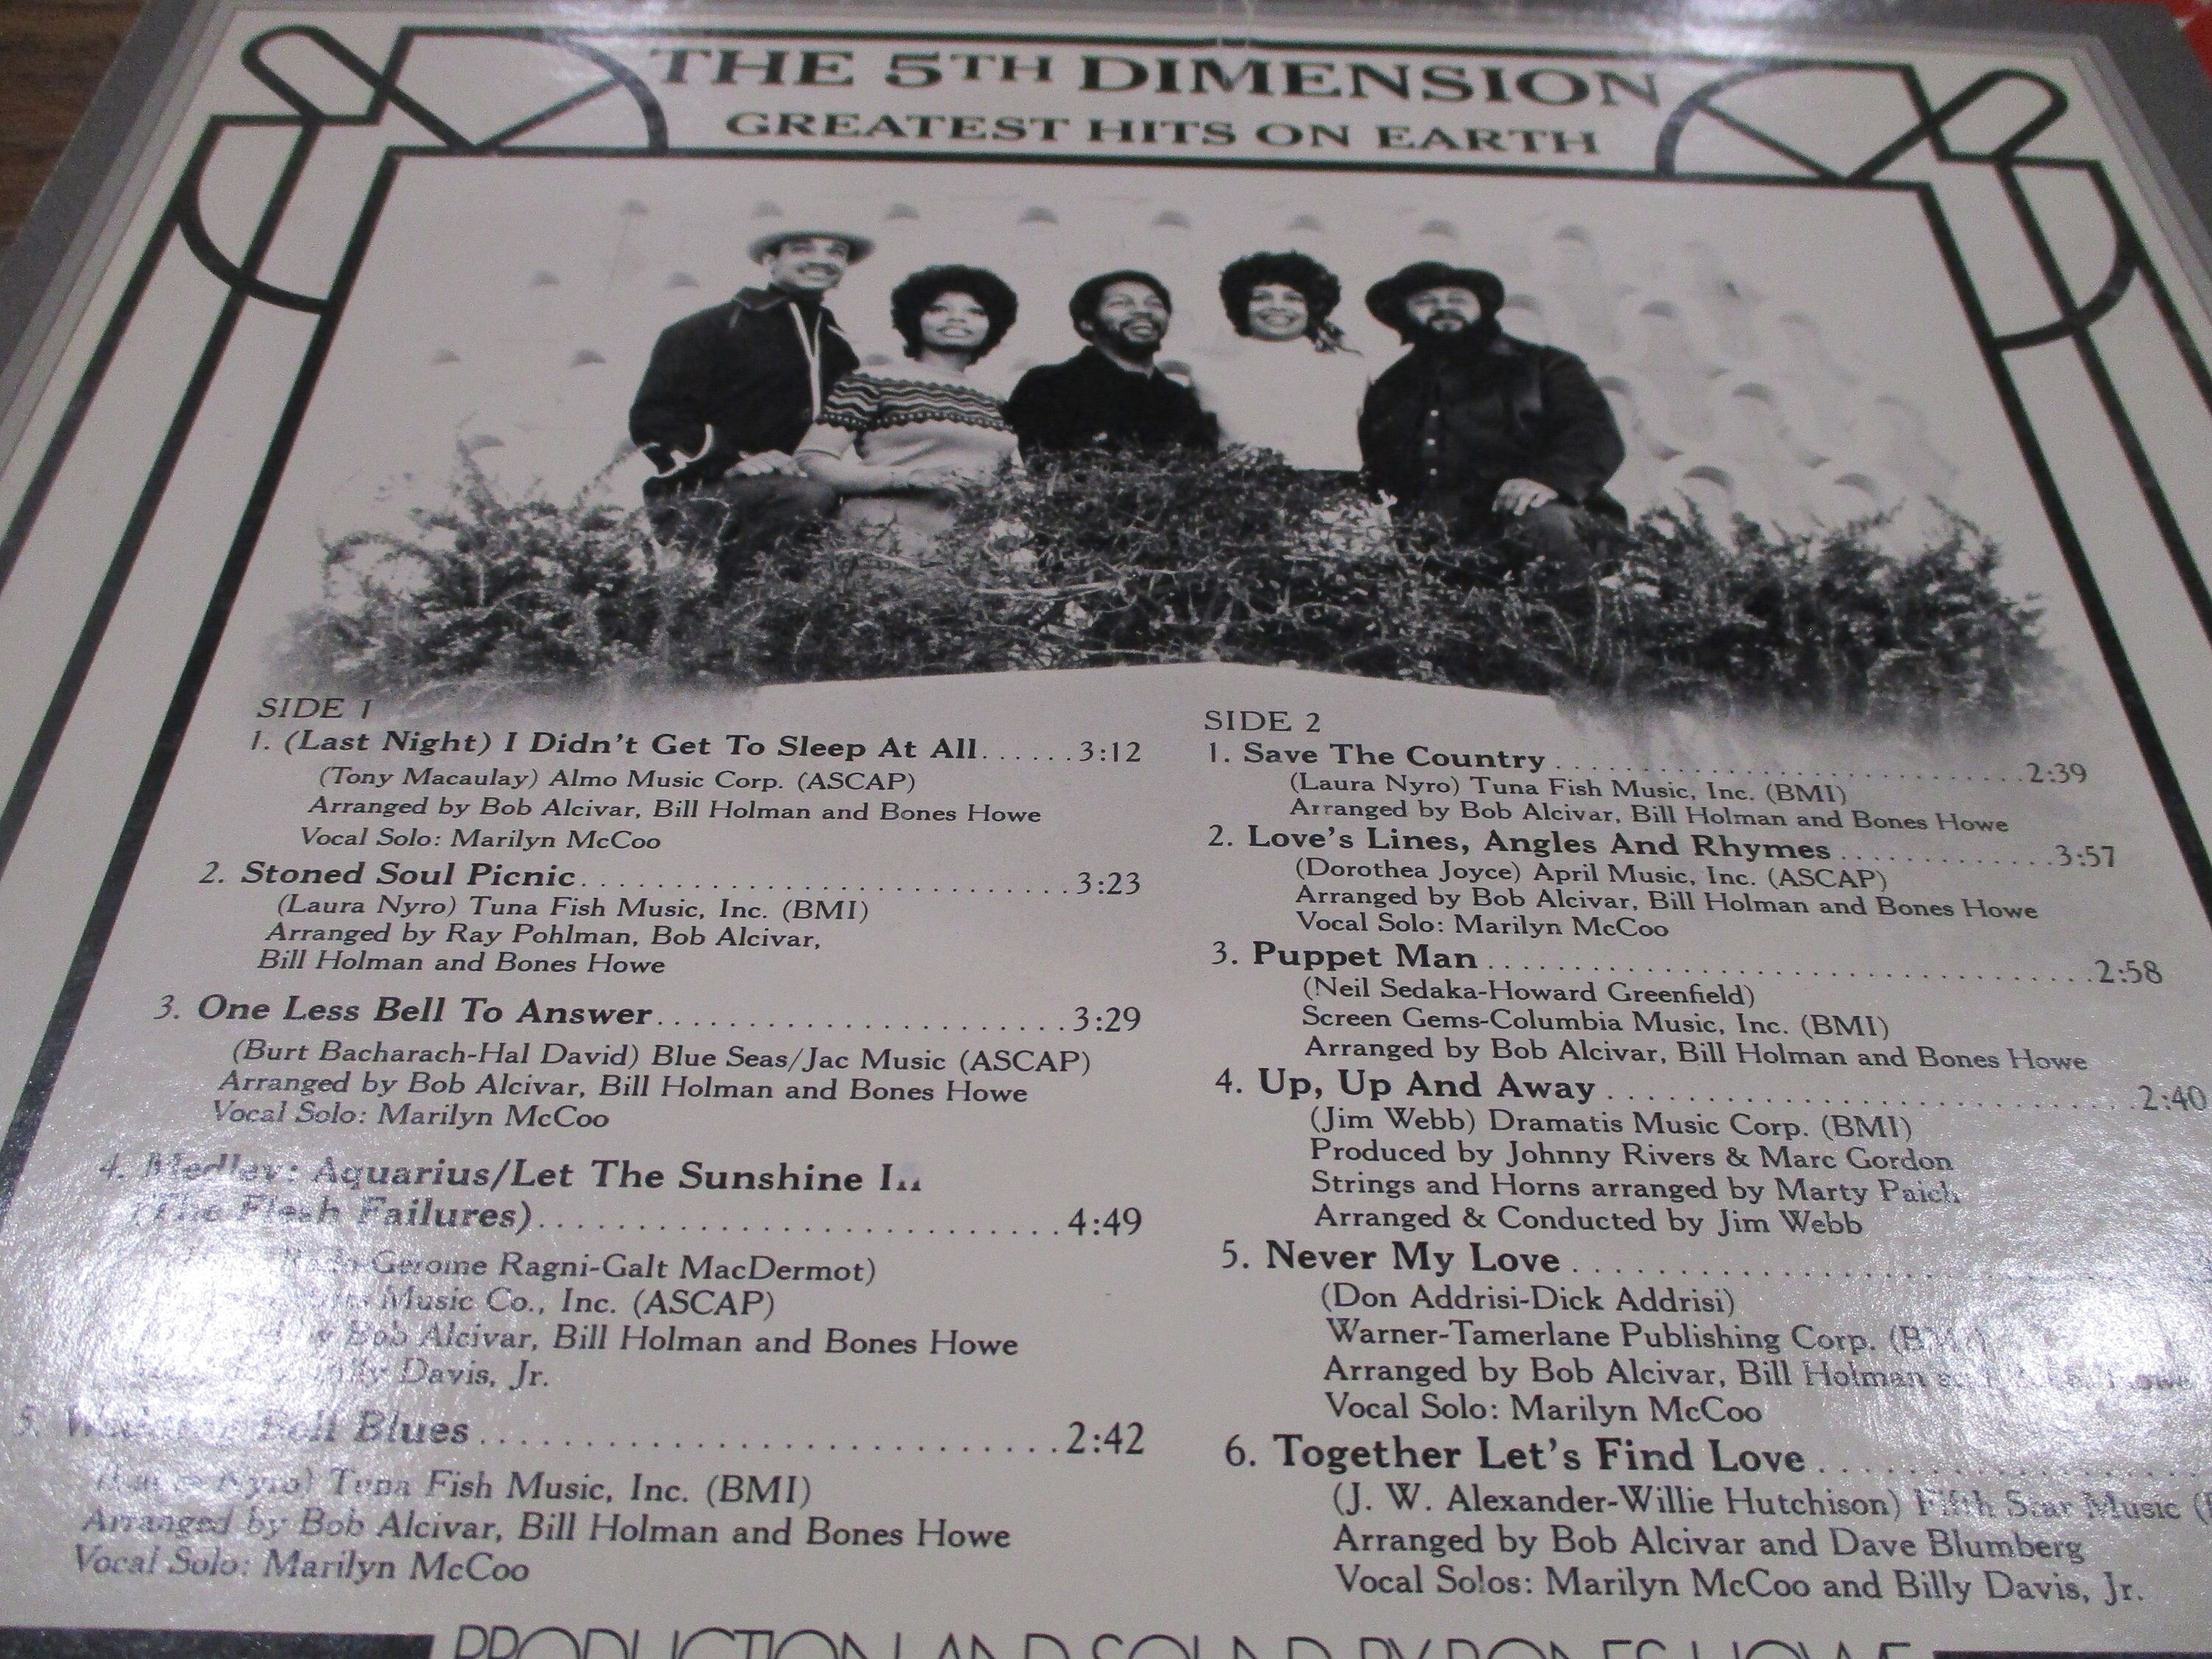 THE 5TH DIMENSION
GREATEST HITS ON EARTH
SIDE 1
1. (Last Night) I Didn't Get To Sleep At All......3:12
(Tony Macaulay) Almo Music Corp. (ASCAP)
Arranged by Bob Alcivar, Bill Holman and Bones Howe
Vocal Solo: Marilyn McCoo
2. Stoned Soul Picnic.............................3:23
(Laura Nyro) Tuna Fish Music, Inc. (BMI)
Arranged by Ray Pohlman, Bob Alcivar,
Bill Holman and Bones Howe
3. One Less Bell To Answer........................3:29
(Burt Bacharach-Hal David) Blue Seas/Jac Music (ASCAP)
Arranged by Bob Alcivar, Bill Holman and Bones Howe
Vocal Solo: Marilyn McCoo
4. Medley: Aquarius/Let The Sunshine
(The Flesh Failures)..............................4:49
Gerome Ragni-Galt MacDermot)
Music Co., Inc. (ASCAP)
Bob Alcivar, Bill Holman and Bones Howe
Davis, Jr.
5. Bell Blues.............................2:42
Nyro) Tuna Fish Music, Inc. (BMI)
Arranged by Bob Alcivar, Bill Holman and Bones Howe
Vocal Solo: Marilyn McCoo
SIDE 2
1. Save The Country.............................2:39
(Laura Nyro) Tuna Fish Music, Inc. (BMI)
Arranged by Bob Alcivar, Bill Holman and Bones Howe
2. Love's Lines, Angles And Rhymes.............3:57
(Dorothea Joyce) April Music, Inc. (ASCAP)
Arranged by Bob Alcivar, Bill Holman and Bones Howe
Vocal Solo: Marilyn McCoo
3. Puppet Man..................................2:58
(Neil Sedaka-Howard Greenfield)
Screen Gems-Columbia Music, Inc. (BMI)
Arranged by Bob Alcivar, Bill Holman and Bones Howe
4. Up, Up And Away.............................2:40
(Jim Webb) Dramatis Music Corp. (BMI)
Produced by Johnny Rivers & Marc Gordon
Strings and Horns arranged by Marty Paich
Arranged & Conducted by Jim Webb
5. Never My Love.......................
(Don Addrisi-Dick Addrisi)
Warner-Tamerlane Publishing Corp.
Arranged by Bob Alcivar, Bill Holman
Vocal Solo: Marilyn McCoo
6. Together Let's Find Love..............
(J. W. Alexander-Willie Hutchison) Fifth Star Music
Arranged by Bob Alcivar and Dave Blumberg
Vocal Solos: Marilyn McCoo and Billy Davis, Jr.
PRODUCTION AND SOUND BY BONES HOWE